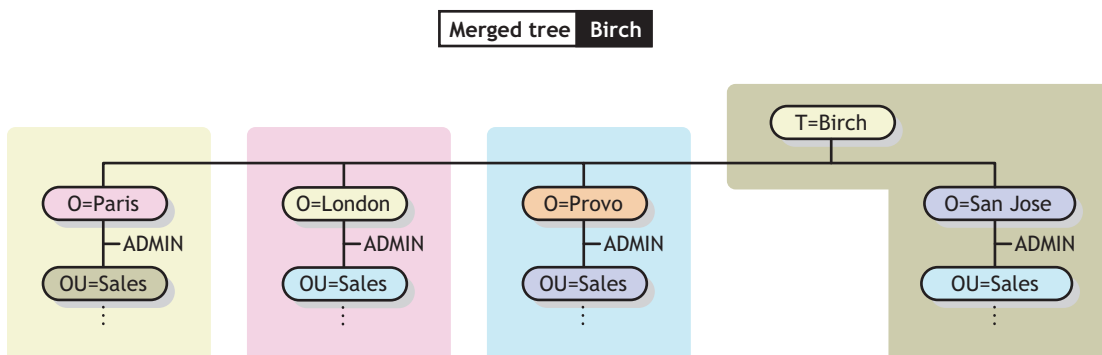 Merged tree Birch
T=Birch
O=Paris O=London O=Provo O=San Jose
ADMIN ADMIN ADMIN ADMIN
OU=Sales OU=Sales OU=Sales OU=Sales